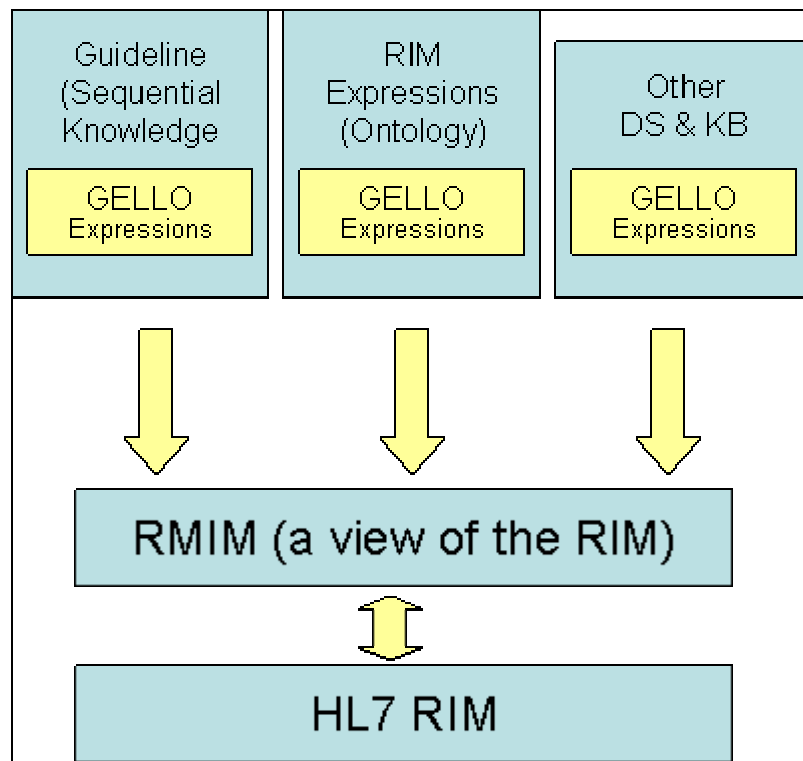 Guideline
(Sequential
Knowledge
GELLO
Expressions
RIM
Expressions
(Ontology)
GELLO
Expressions
Other
DS & KB
GELLO
Expressions
RMIM (a view of the RIM)
HL7 RIM